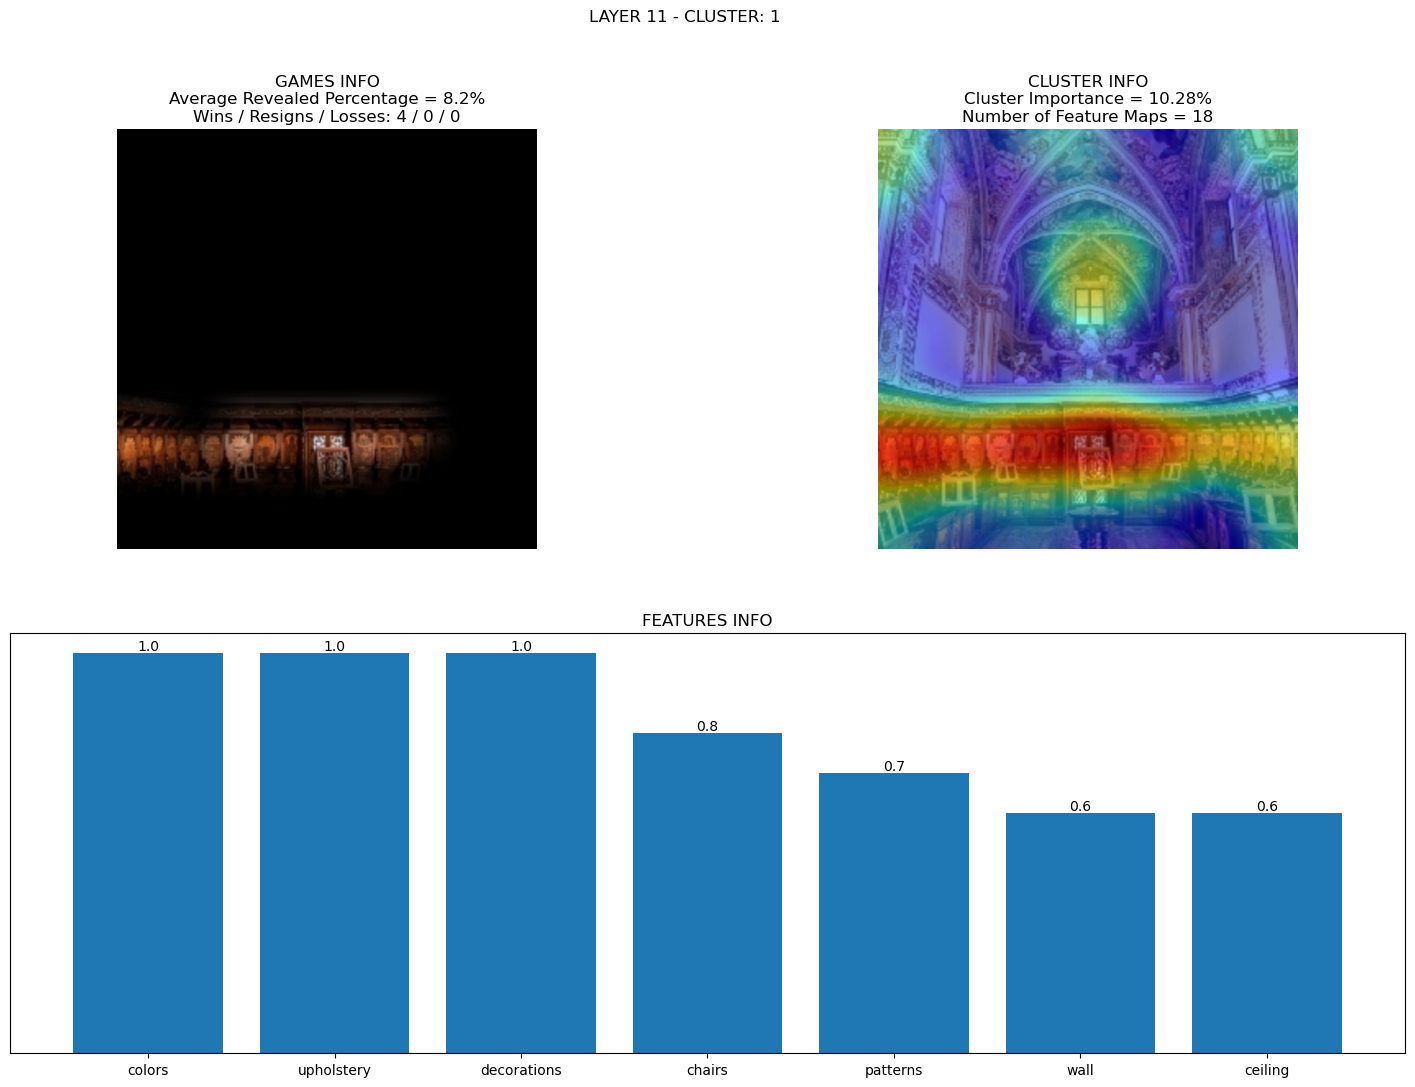 LAYER 11 - CLUSTER: 1
GAMES INFO
Average Revealed Percentage = 8.2%
Wins / Resigns / Losses: 4 / 0 / 0
CLUSTER INFO
Cluster Importance = 10.28%
Number of Feature Maps = 18
FEATURES INFO
1.0 1.0 1.0 0.8 0.7 0.6 0.6
colors upholstery decorations chairs patterns wall ceiling